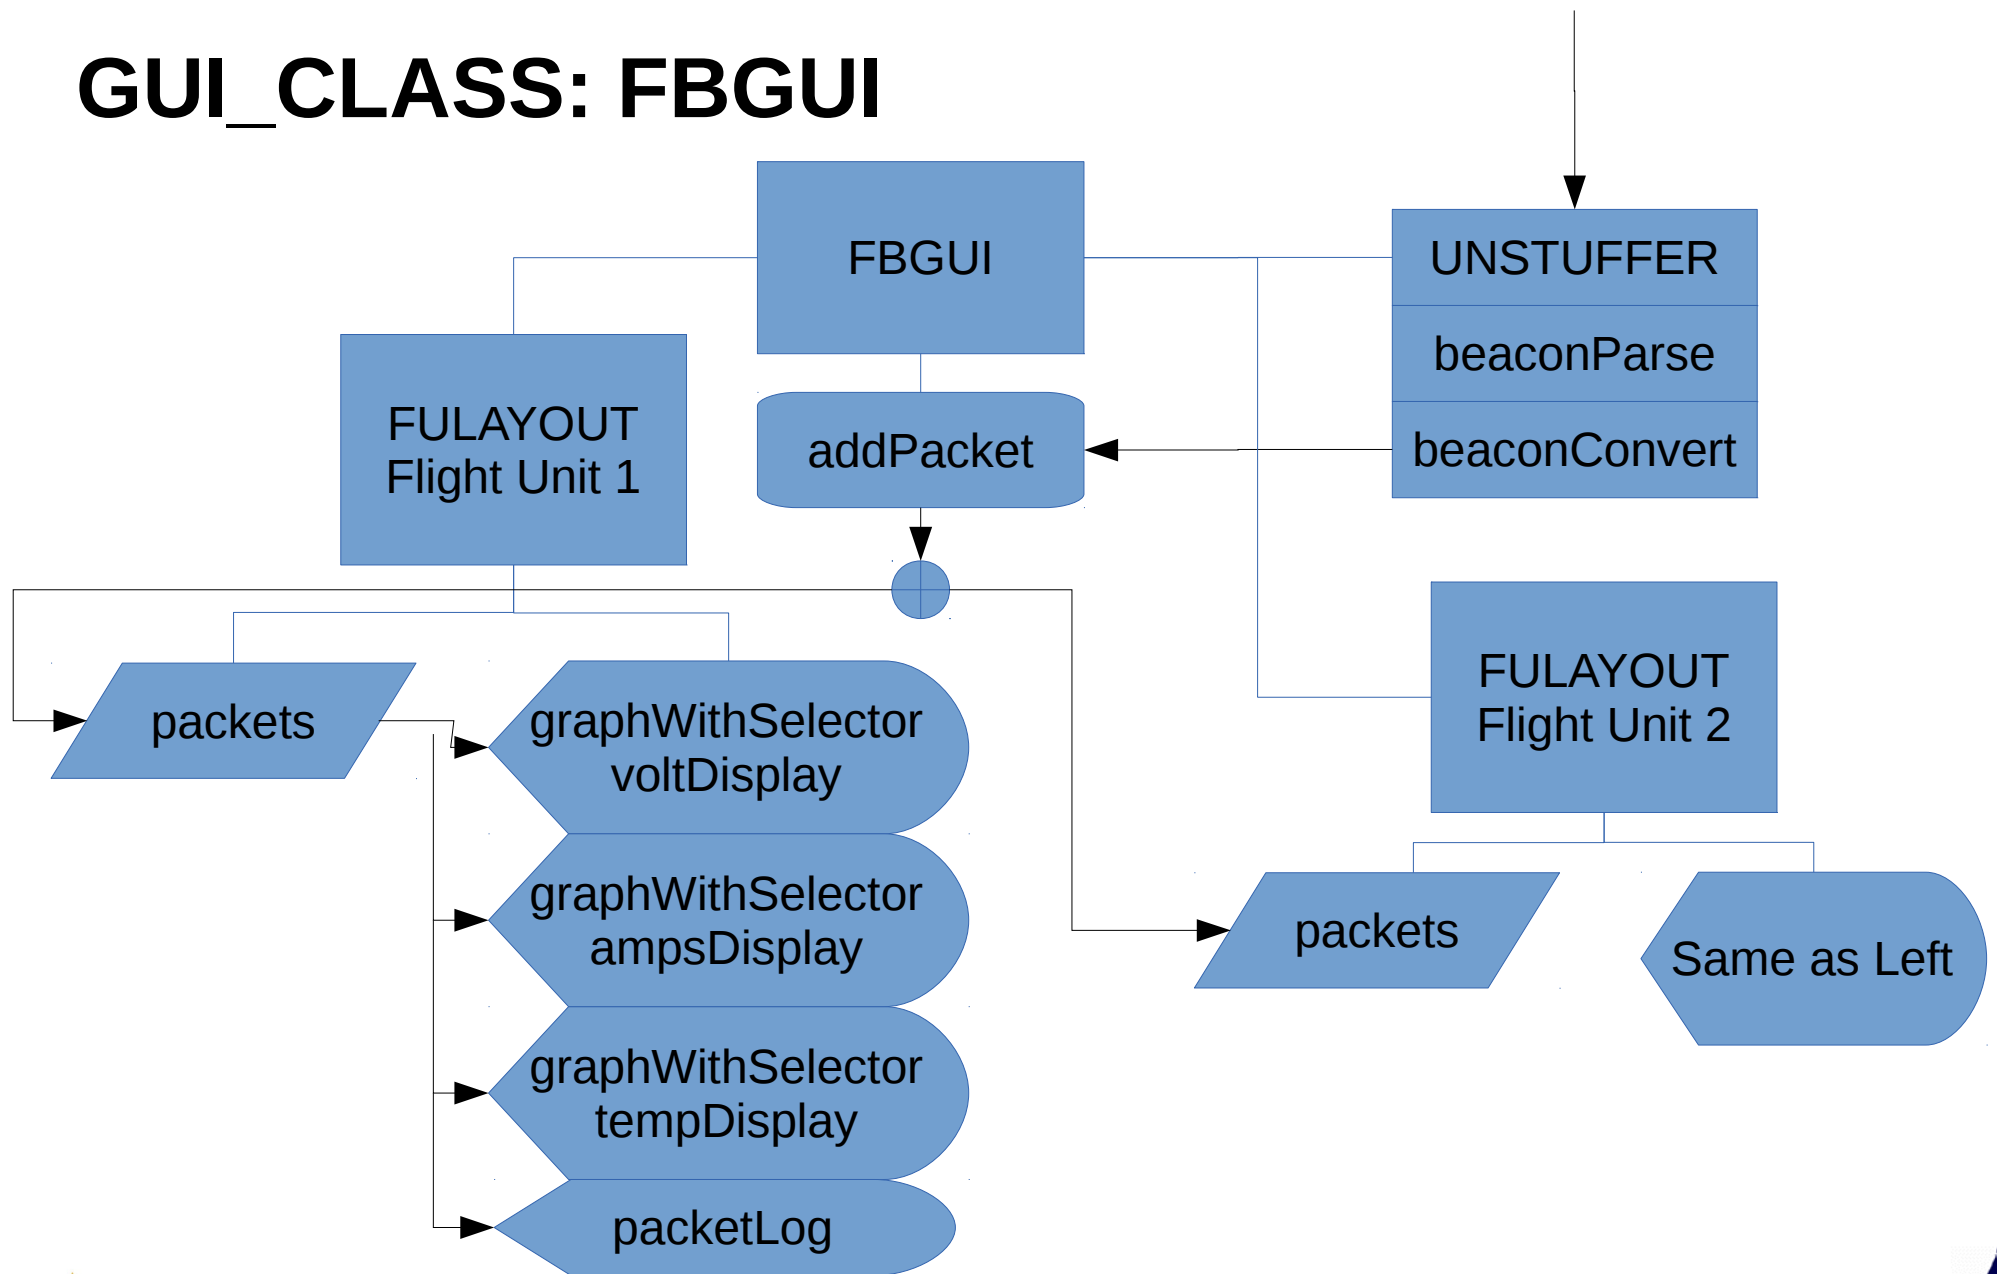 GUI_CLASS: FBGUI
FBGUI
UNSTUFFER
beaconParse
beaconConvert
FULAYOUT
Flight Unit 1
addPacket
packets
graphWithSelector
voltDisplay
graphWithSelector
ampsDisplay
graphWithSelector
tempDisplay
packetLog
FULAYOUT
Flight Unit 2
packets
Same as Left